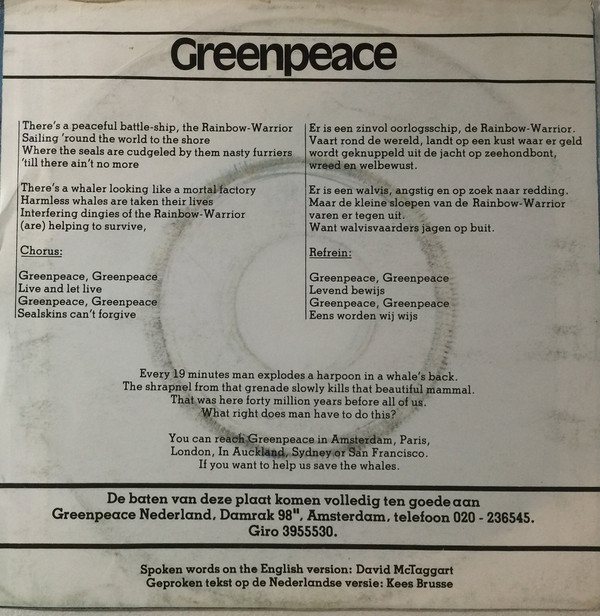 Greenpeace
There's a peaceful battle-ship, the Rainbow-Warrior
Sailing 'round the world to the shore
Where the seals are cudgeled by them nasty furriers
'till there ain't no more
There's a whaler looking like a mortal factory
Harmless whales are taken their lives
Interfering dingies of the Rainbow-Warrior
(are) helping to survive,
Chorus:
Greenpeace, Greenpeace
Live and let live
Greenpeace, Greenpeace
Sealskins can't forgive
Er is een zinvol oorlogsschip, de Rainbow-Warrior.
Vaart rond de wereld, landt op een kust waar er geld
wordt geknuppeld uit de jacht op zeehondbont,
wreed en welbewust.
Er is een walvis, angstig en op zoek naar redding.
Maar de kleine sloepen van de Rainbow-Warrior
varen er tegen uit.
Want walvisvaarders jagen op buit.
Refrein:
Greenpeace, Greenpeace
Levend bewijs
Greenpeace, Greenpeace
Eens worden wij wijs
Every 19 minutes man explodes a harpoon in a whale's back.
The shrapnel from that grenade slowly kills that beautiful mammal.
That was here forty million years before all of us.
What right does man have to do this?
You can reach Greenpeace in Amsterdam, Paris,
London, In Auckland, Sydney or San Francisco.
If you want to help us save the whales.
De baten van deze plaat komen volledig ten goede aan
Greenpeace Nederland, Damrak 98", Amsterdam, telefoon 020 - 236545.
Giro 3955530.
Spoken words on the English version: David McTaggart
Geproken tekst op de Nederlandse versie: Kees Brusse